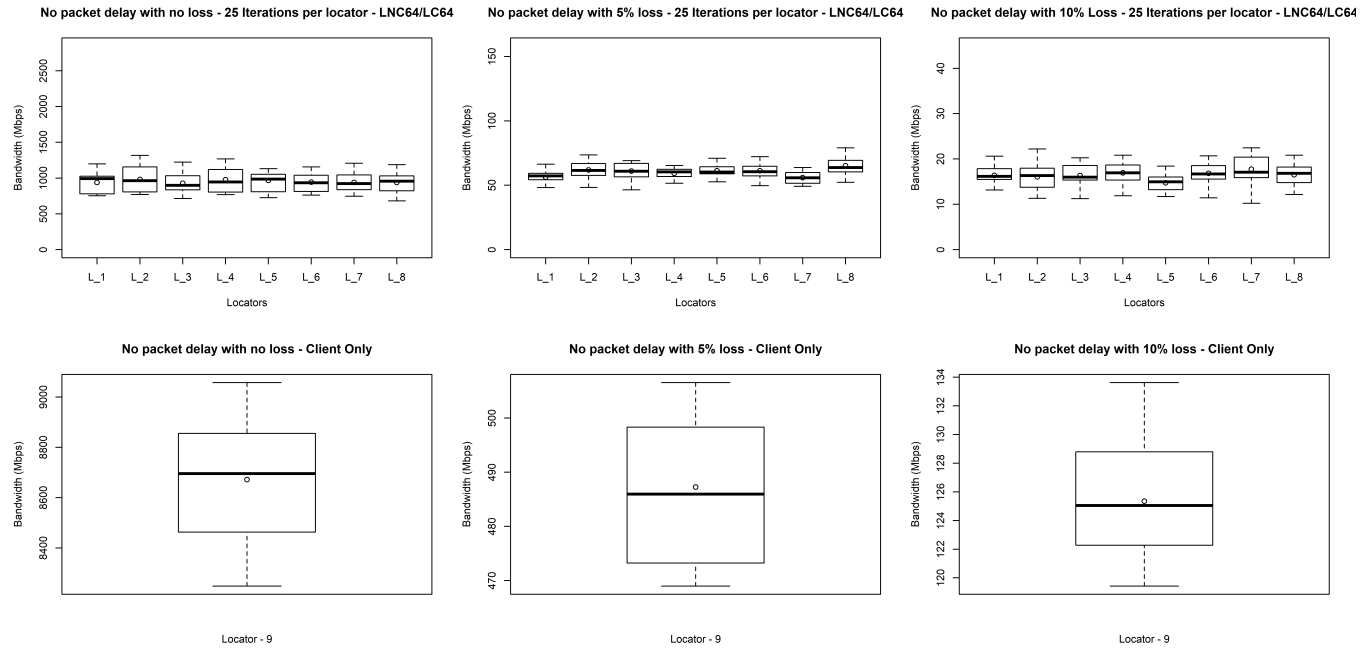 No packet delay with no loss - 25 Iterations per locator - LNC64/LC64
Bandwidth (Mbps)
2500
2000
1500
1000
500
0
L_1 L_2 L_3 L_4 L_5 L_6 L_7 L_8
Locators
No packet delay with 5% loss - 25 Iterations per locator - LNC64/LC64
Bandwidth (Mbps)
150
100
50
0
L_1 L_2 L_3 L_4 L_5 L_6 L_7 L_8
Locators
No packet delay with 10% Loss - 25 Iterations per locator - LNC64/LC64
Bandwidth (Mbps)
40
30
20
10
0
L_1 L_2 L_3 L_4 L_5 L_6 L_7 L_8
Locators
No packet delay with no loss - Client Only
Bandwidth (Mbps)
9000
8800
8600
8400
Locator - 9
No packet delay with 5% loss - Client Only
Bandwidth (Mbps)
500
490
480
470
Locator - 9
No packet delay with 10% loss - Client Only
Bandwidth (Mbps)
134
132
130
128
126
124
122
120
Locator - 9